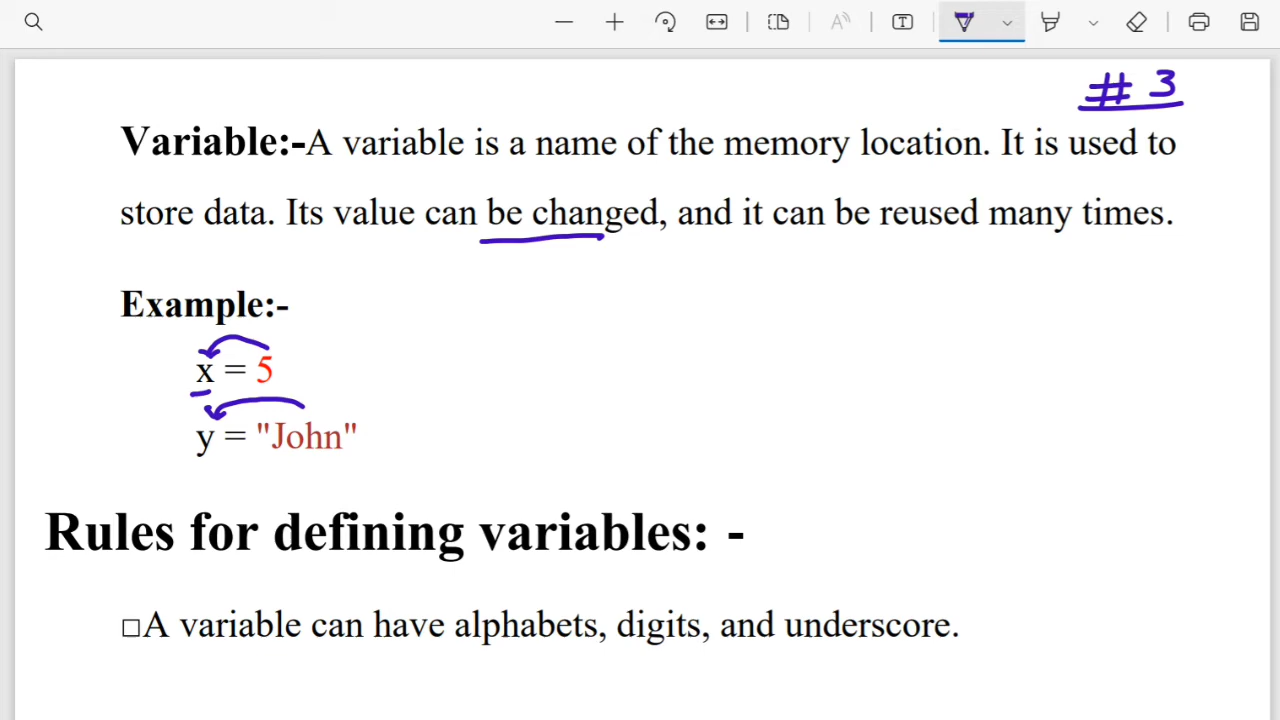 # 3
Variable:-A variable is a name of the memory location. It is used to
store data. Its value can be changed, and it can be reused many times.
Example:-
x = 5
y = "John"
Rules for defining variables: -
□A variable can have alphabets, digits, and underscore.